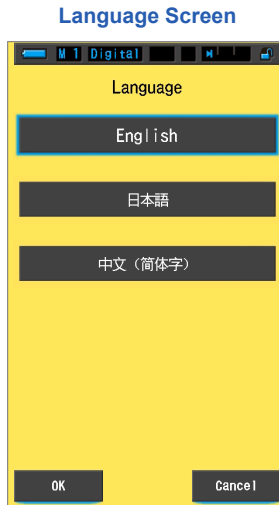 Language Screen
M 1 Digital
Language
English
日本語
中文（简体字）
OK Cancel